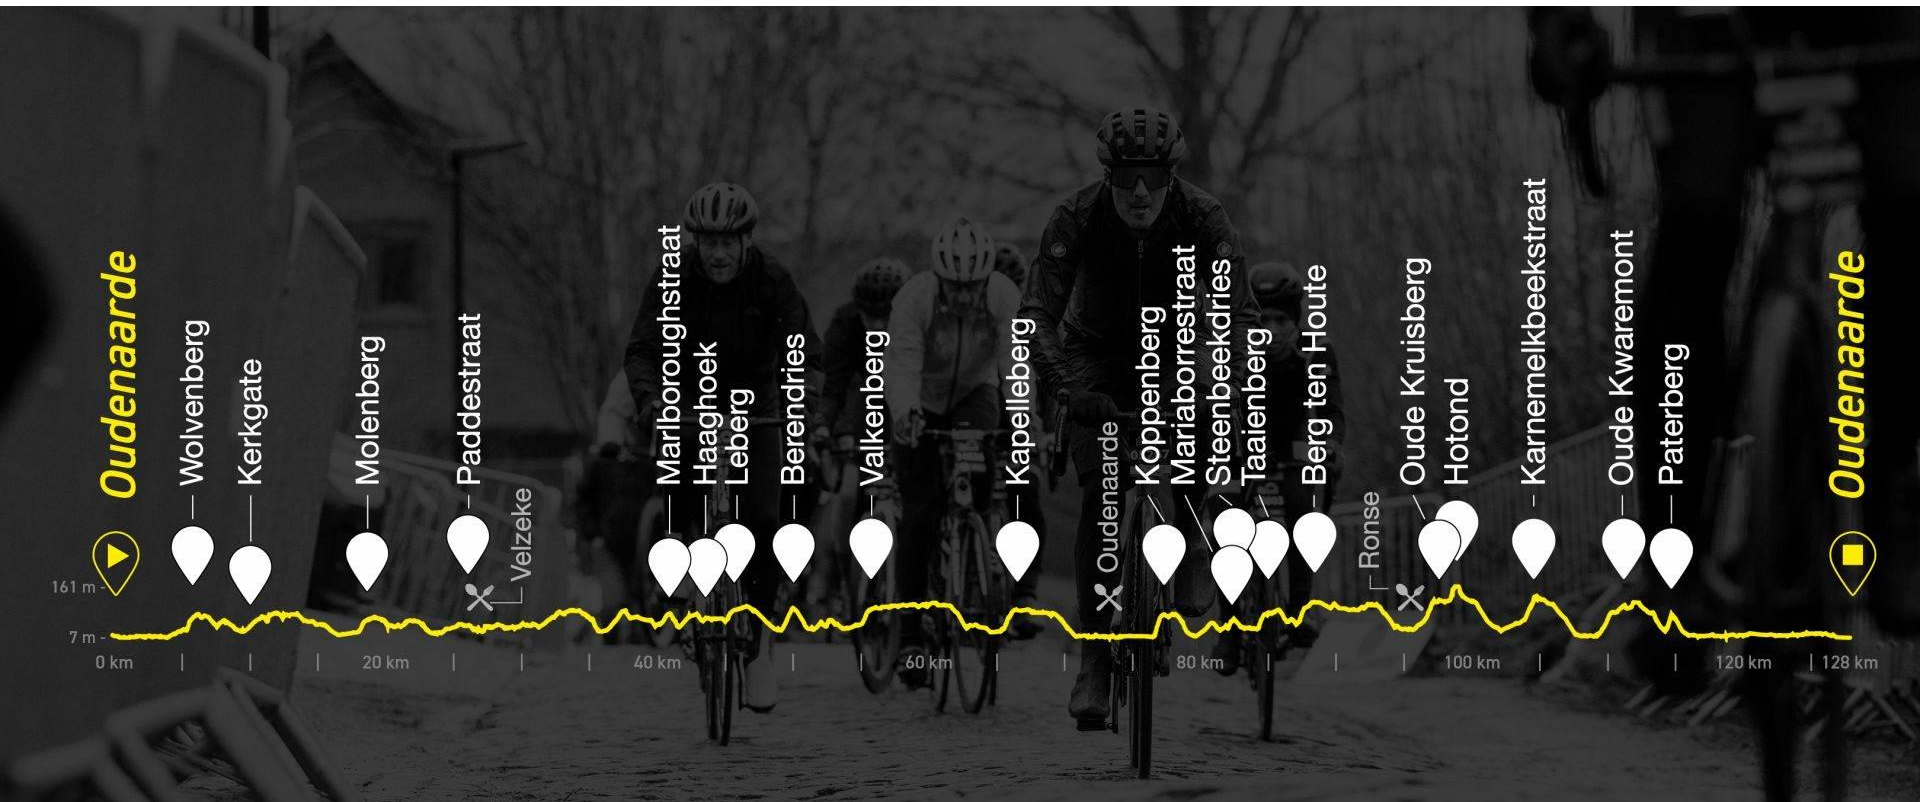 Oudenaarde
Wolvenberg
Kerkgate
Molenberg
Paddestraat
Velzeke
Marlboroughstraat
Haaghoek
Leberg
Berendries
Valkenberg
Kapelleberg
Oudenaarde
Koppenberg
Mariaborrestraat
Steenbeekdries
Taaienberg
Berg ten Houte
Ronse
Oude Kruisberg
Hotond
Karnemelkbeekstraat
Oude Kwaremont
Paterberg
Oudenaarde
161 m
7 m
0 km
20 km
40 km
60 km
80 km
100 km
120 km
128 km